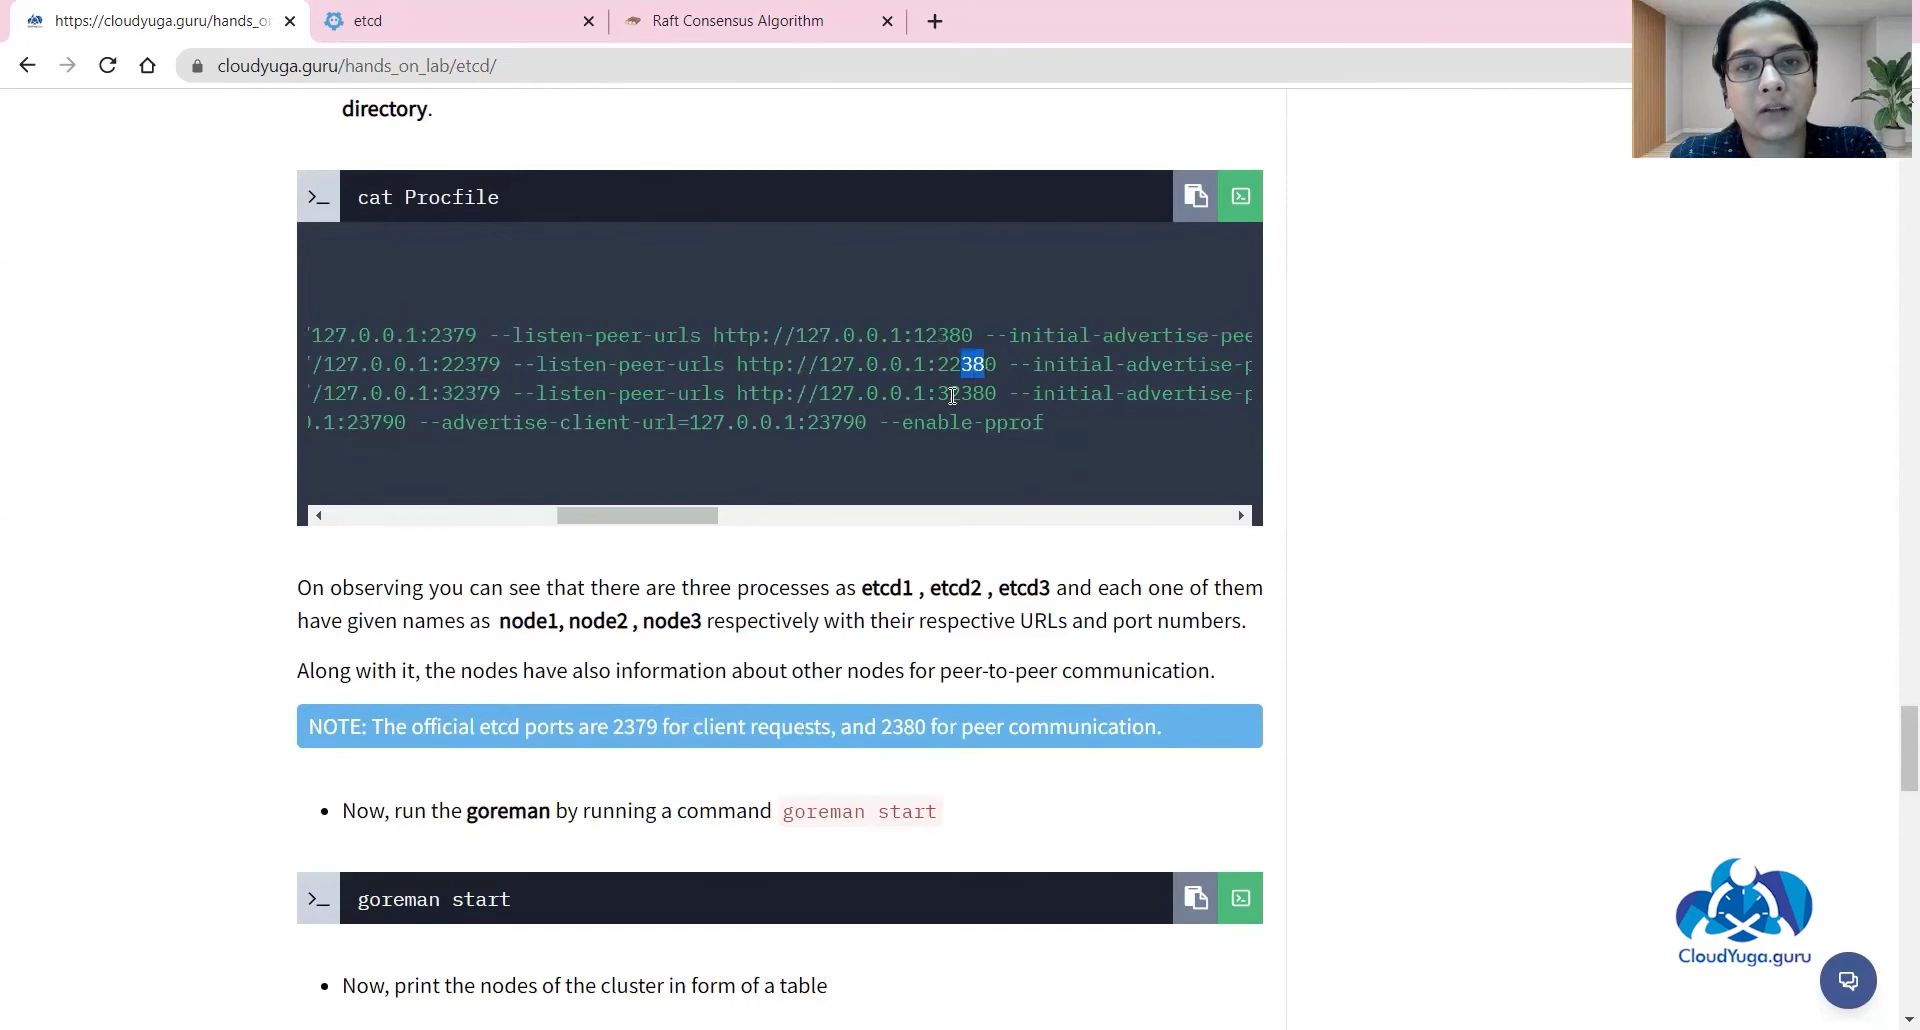 https://cloudyuga.guru/hands_o
etcd
Raft Consensus Algorithm
cloudyuga.guru/hands_on_lab/etcd/
directory.
>_ cat Procfile
/127.0.0.1:2379 --listen-peer-urls http://127.0.0.1:12380 --initial-advertise-pee
/127.0.0.1:22379 --listen-peer-urls http://127.0.0.1:22380 --initial-advertise-p
/127.0.0.1:32379 --listen-peer-urls http://127.0.0.1:32380 --initial-advertise-p
.1:23790 --advertise-client-url=127.0.0.1:23790 --enable-pprof
On observing you can see that there are three processes as etcd1 , etcd2 , etcd3 and each one of them
have given names as node1, node2 , node3 respectively with their respective URLs and port numbers.
Along with it, the nodes have also information about other nodes for peer-to-peer communication.
NOTE: The official etcd ports are 2379 for client requests, and 2380 for peer communication.
• Now, run the goreman by running a command goreman start
>_ goreman start
• Now, print the nodes of the cluster in form of a table
CloudYuga.guru